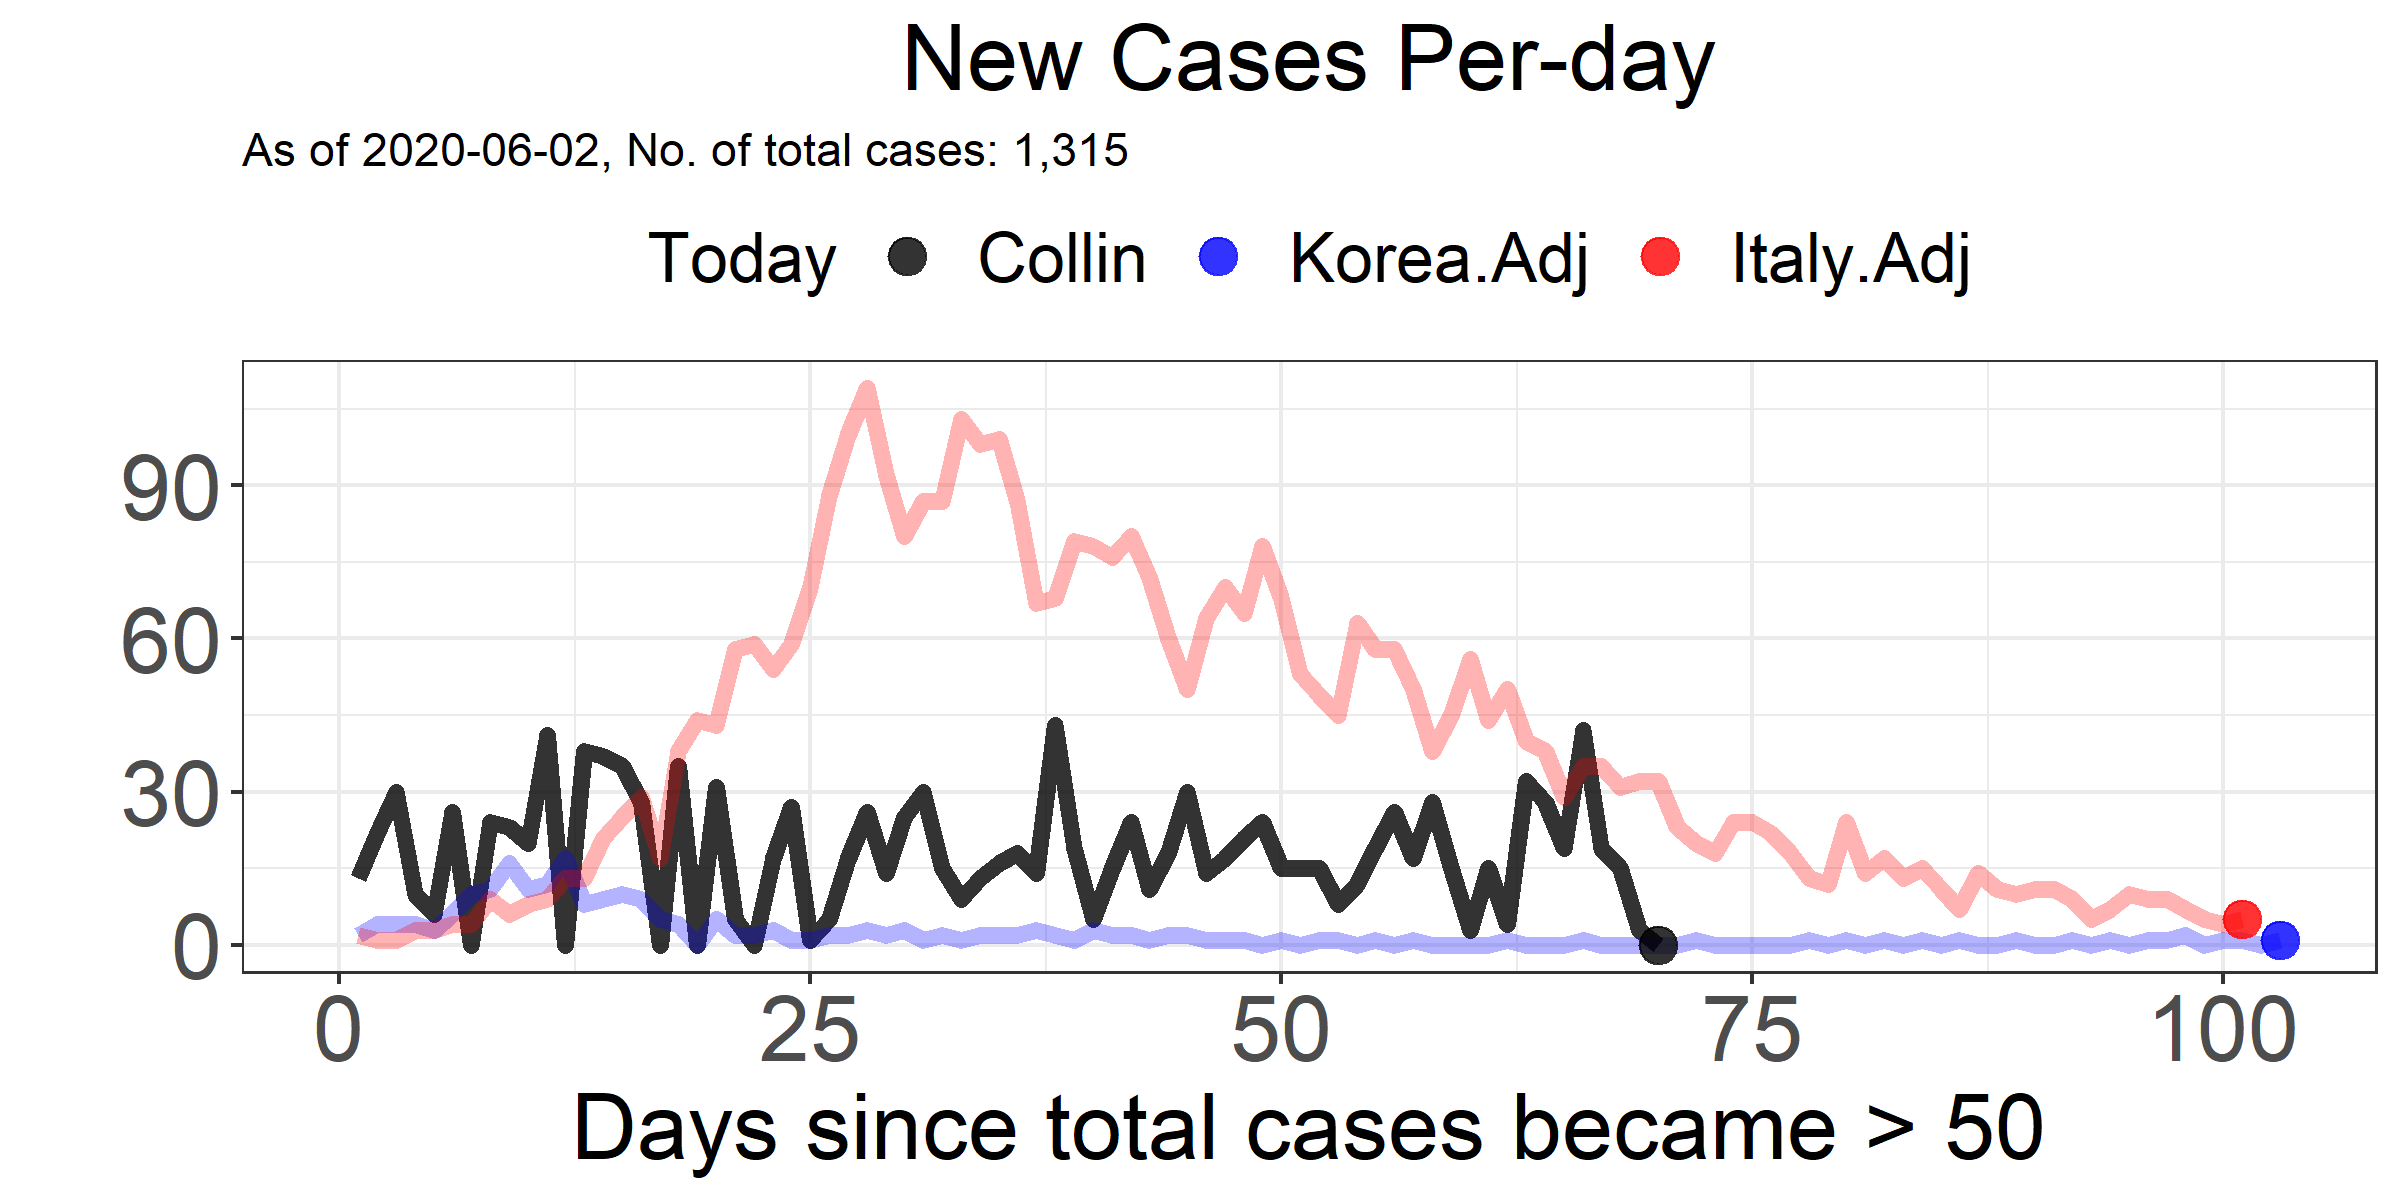 New Cases Per-day
As of 2020-06-02, No. of total cases: 1,315
Today Collin Korea.Adj Italy.Adj
90
60
30
0
0 25 50 75 100
Days since total cases became > 50